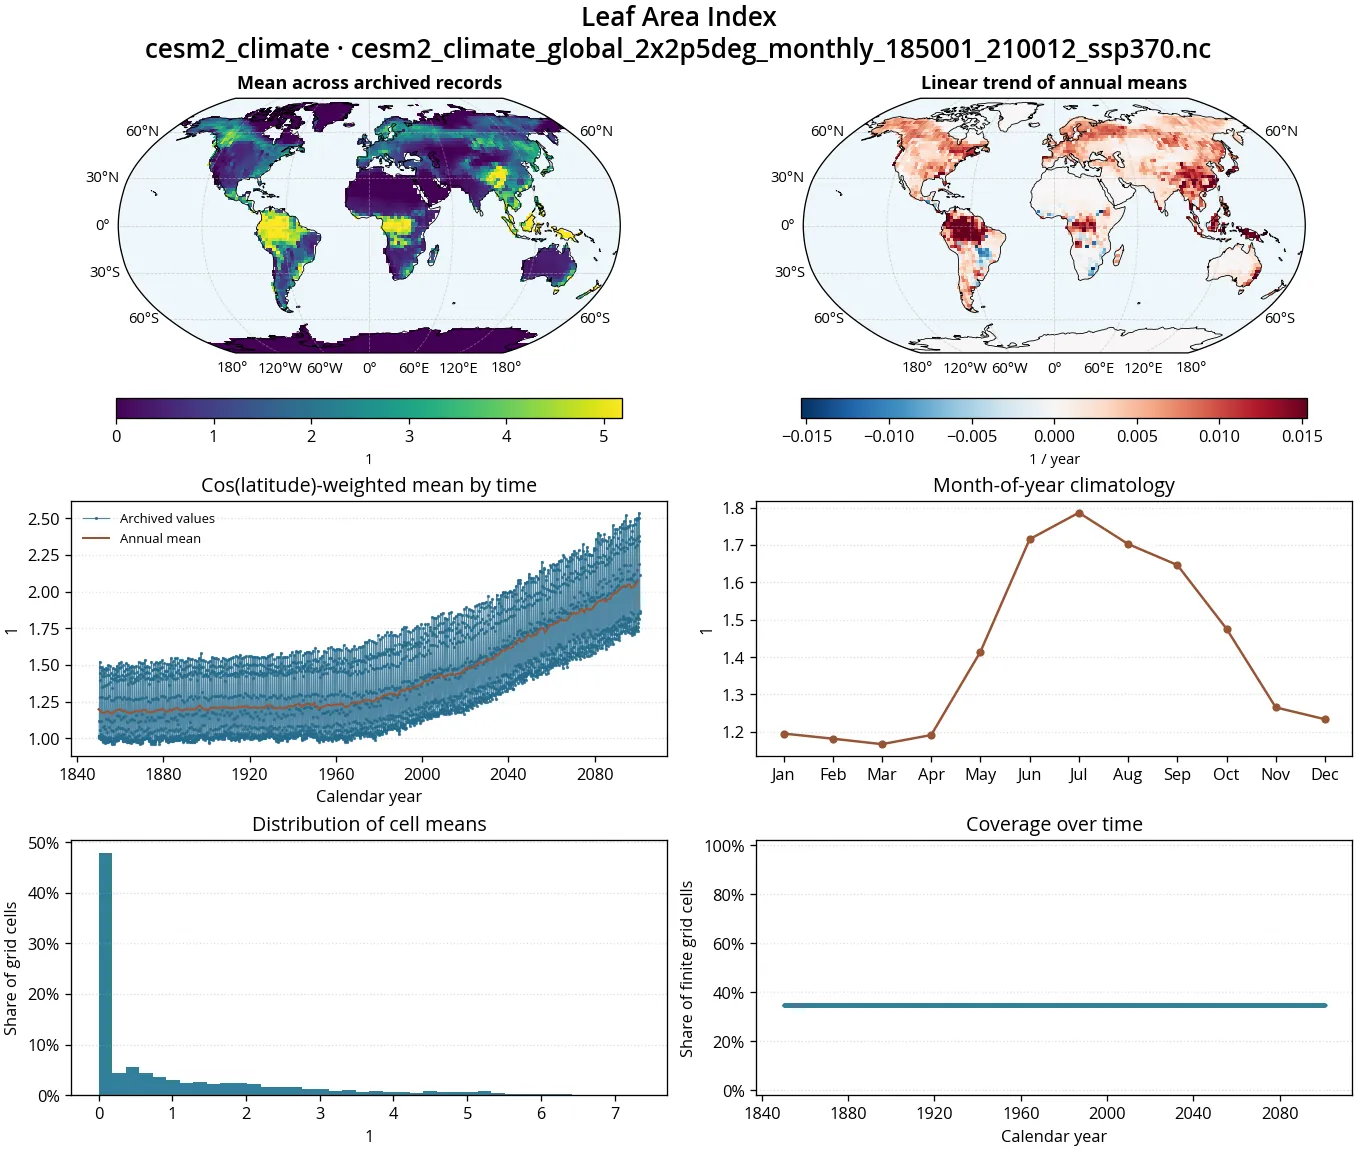 Leaf Area Index
cesm2_climate · cesm2_climate_global_2x2p5deg_monthly_185001_210012_ssp370.nc
Mean across archived records
60°N 60°N
30°N 30°N
0° 0°
30°S 30°S
60°S 60°S
180° 120°W 60°W 0° 60°E 120°E 180°
0 1 2 3 4 5
1
Linear trend of annual means
60°N 60°N
30°N 30°N
0° 0°
30°S 30°S
60°S 60°S
180° 120°W 60°W 0° 60°E 120°E 180°
−0.015 −0.010 −0.005 0.000 0.005 0.010 0.015
1 / year
Cos(latitude)-weighted mean by time
Archived values
Annual mean
2.50
2.25
2.00
1.75
1.50
1.25
1.00
1
1840 1880 1920 1960 2000 2040 2080
Calendar year
Month-of-year climatology
1.8
1.7
1.6
1.5
1.4
1.3
1.2
1
Jan Feb Mar Apr May Jun Jul Aug Sep Oct Nov Dec
Distribution of cell means
50%
40%
30%
20%
10%
0%
Share of grid cells
0 1 2 3 4 5 6 7
1
Coverage over time
100%
80%
60%
40%
20%
0%
Share of finite grid cells
1840 1880 1920 1960 2000 2040 2080
Calendar year